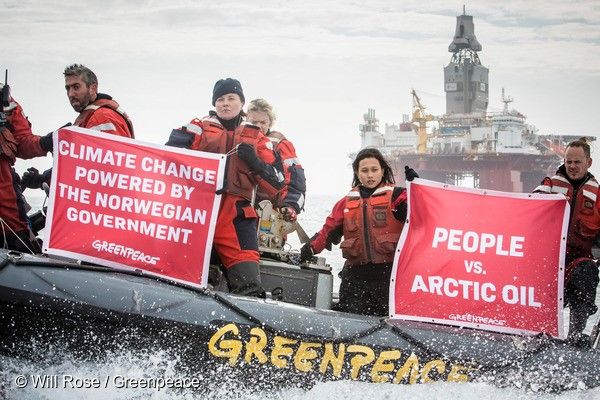 CLIMATE CHANGE
POWERED BY
THE NORWEGIAN
GOVERNMENT
GREENPEACE
PEOPLE
VS.
ARCTIC OIL
GREENPEACE
GREENPEACE
© Will Rose / Greenpeace